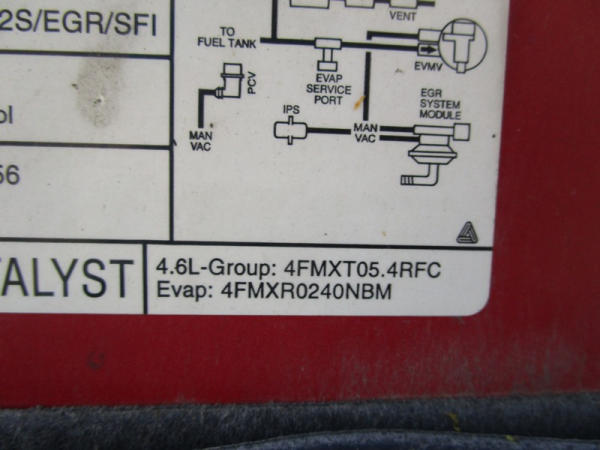 VENT
2S/EGR/SFI
TO
FUEL TANK
EVMV
EVAP
SERVICE
PORT
PCV
EGR
SYSTEM
MODULE
IPS
MAN
VAC
MAN
VAC
ol
56
TALYST
4.6L-Group: 4FMXT05.4RFC
Evap: 4FMXR0240NBM